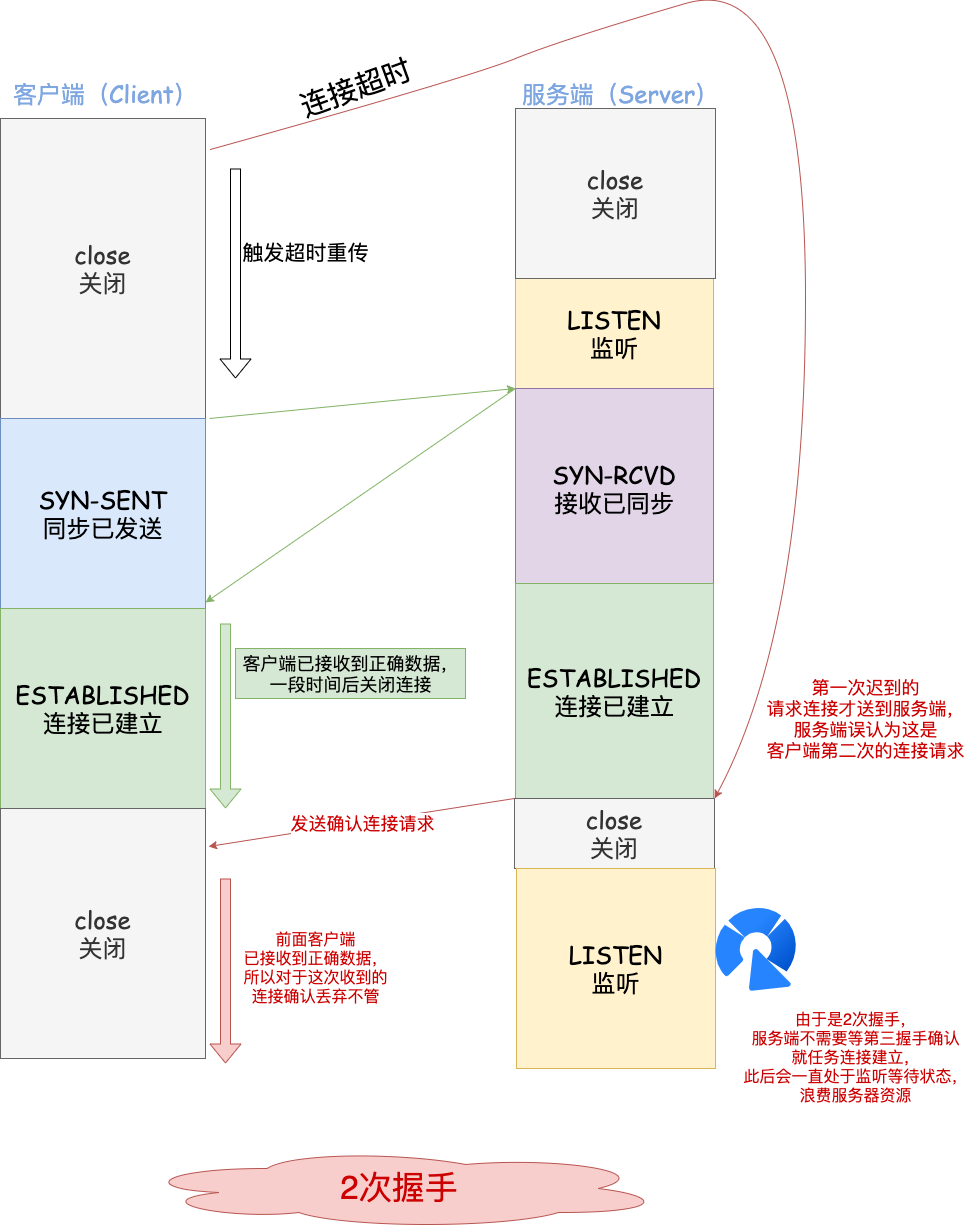 连接超时
客户端（Client）
服务端（Server）
close
关闭
close
关闭
触发超时重传
LISTEN
监听
SYN-SENT
同步已发送
SYN-RCVD
接收已同步
ESTABLISHED
连接已建立
客户端已接收到正确数据，
一段时间后关闭连接
ESTABLISHED
连接已建立
第一次迟到的
请求连接才送到服务端，
服务端误认为这是
客户端第二次的连接请求
发送确认连接请求
close
关闭
close
关闭
前面客户端
已接收到正确数据，
所以对于这次收到的
连接确认丢弃不管
LISTEN
监听
由于是2次握手，
服务端不需要等第三握手确认
就任务连接建立，
此后会一直处于监听等待状态，
浪费服务器资源
2次握手